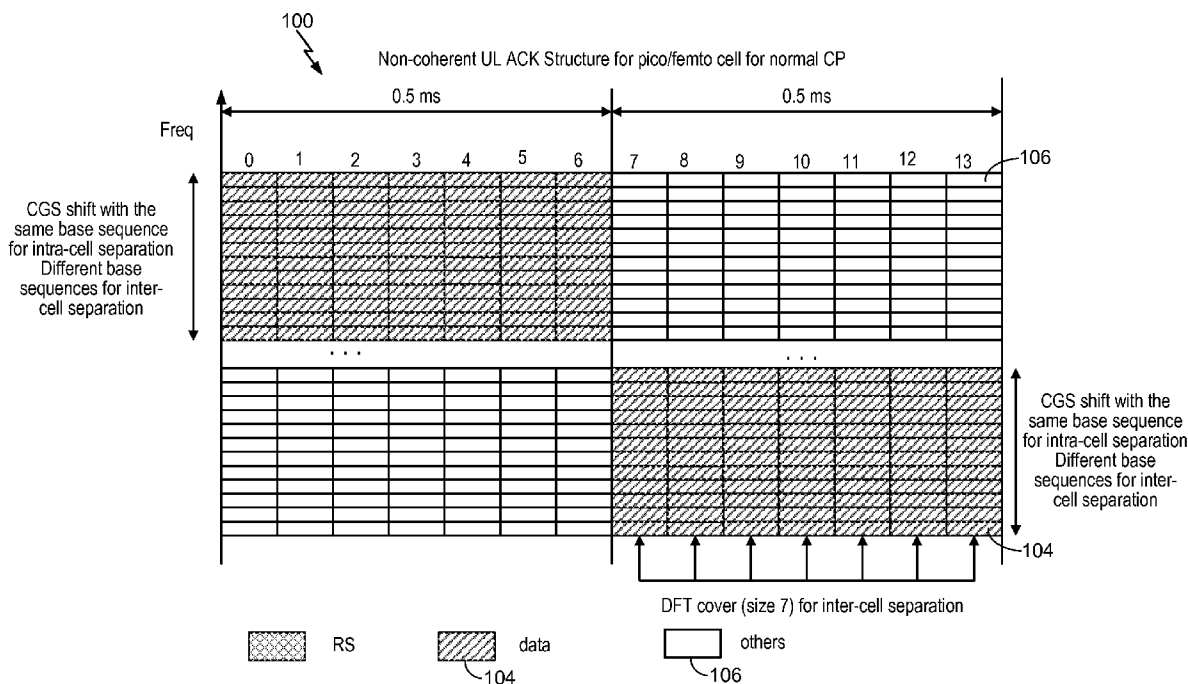 100
Non-coherent UL ACK Structure for pico/femto cell for normal CP
0.5 ms 0.5 ms
Freq
0 1 2 3 4 5 6 7 8 9 10 11 12 13
106
CGS shift with the
same base sequence
for intra-cell separation
Different base
sequences for inter-
cell separation
. . . . . .
CGS shift with the
same base sequence
for intra-cell separation
Different base
sequences for inter-
cell separation
104
DFT cover (size 7) for inter-cell separation
RS data others
104 106